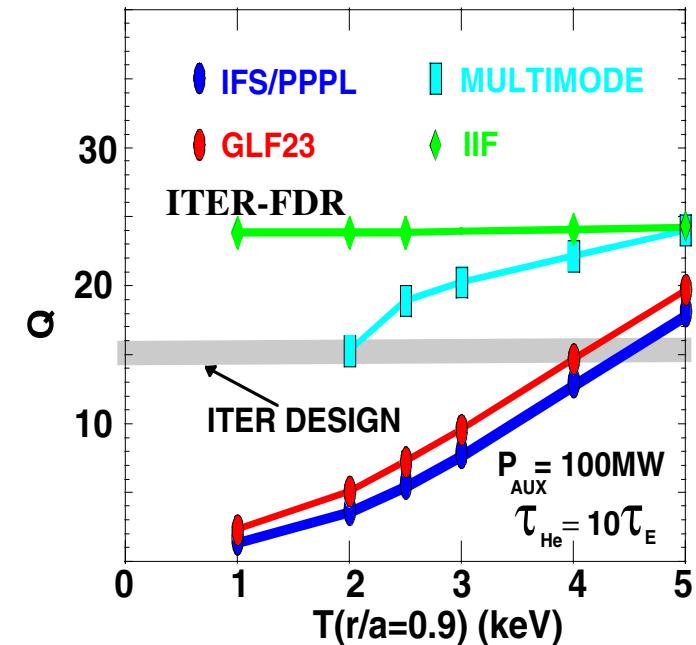 IFS/PPPL MULTIMODE
GLF23 IIF
30
ITER-FDR
20
Q
ITER DESIGN
10
P_AUX = 100MW
τ_He = 10τ_E
0 1 2 3 4 5
T(r/a=0.9) (keV)